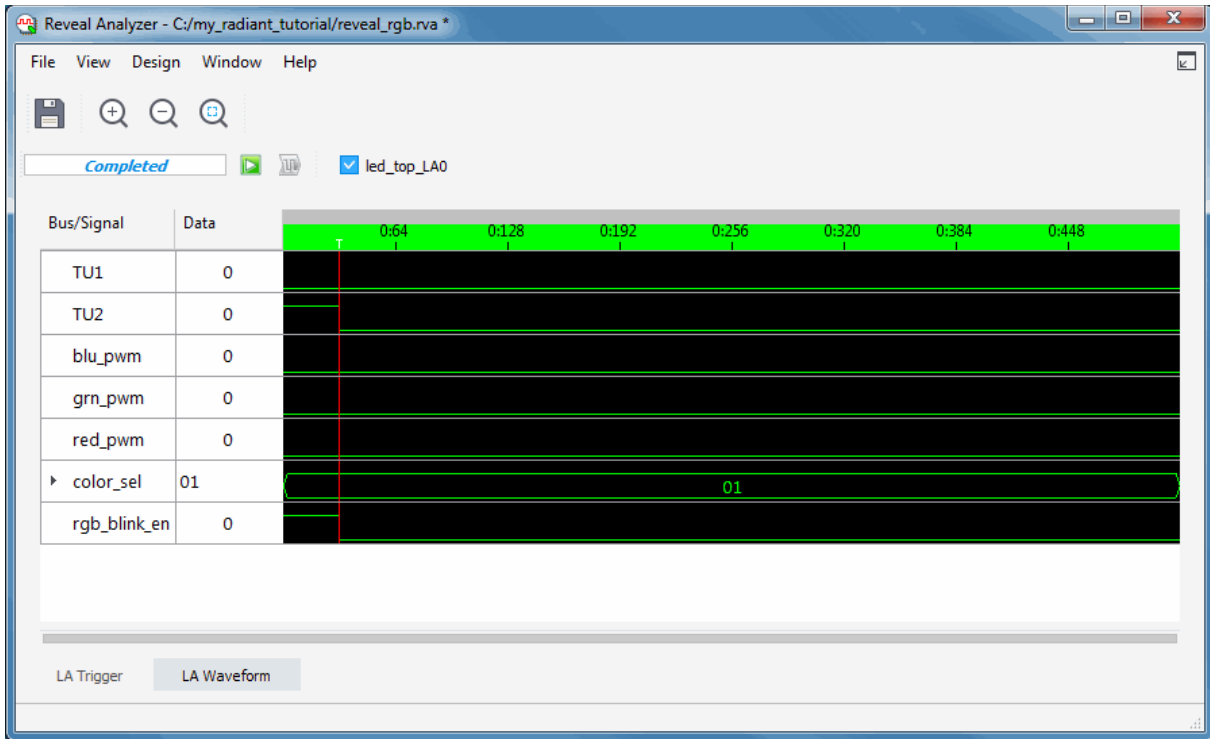 Reveal Analyzer - C:/my_radiant_tutorial/reveal_rgb.rva *
File View Design Window Help
Completed led_top_LA0
Bus/Signal Data 0:64 0:128 0:192 0:256 0:320 0:384 0:448
T
TU1 0
TU2 0
blu_pwm 0
grn_pwm 0
red_pwm 0
color_sel 01 01
rgb_blink_en 0
LA Trigger LA Waveform